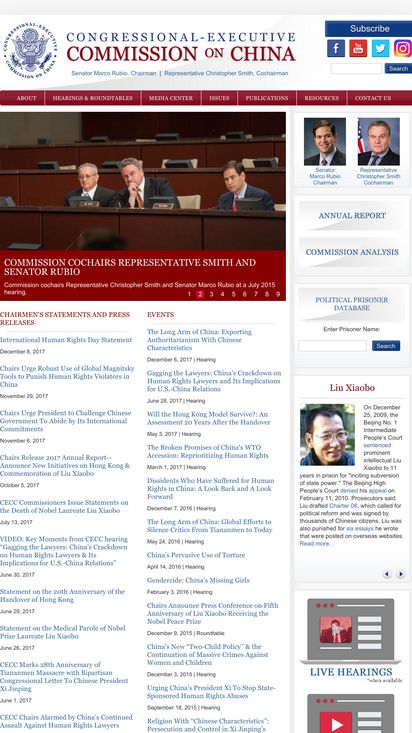 CONGRESSIONAL-EXECUTIVE
COMMISSION ON CHINA
Senator Marco Rubio, Chairman | Representative Christopher Smith, Cochairman
Subscribe
Search
ABOUT
HEARINGS & ROUNDTABLES
MEDIA CENTER
ISSUES
PUBLICATIONS
RESOURCES
CONTACT US
COMMISSION COCHAIRS REPRESENTATIVE SMITH AND
SENATOR RUBIO
Commission cochairs Representative Christopher Smith and Senator Marco Rubio at a July 2015
hearing.
1 2 3 4 5 6 7 8 9
CHAIRMEN'S STATEMENTS AND PRESS
RELEASES
International Human Rights Day Statement
December 8, 2017
Chairs Urge Robust Use of Global Magnitsky
Tools to Punish Human Rights Violators in
China
November 29, 2017
Chairs Urge President to Challenge Chinese
Government To Abide by Its International
Commitments
November 6, 2017
Chairs Release 2017 Annual Report--
Announce New Initiatives on Hong Kong &
Commemoration of Liu Xiaobo
October 5, 2017
CECC Commissioners Issue Statements on
the Death of Nobel Laureate Liu Xiaobo
July 13, 2017
VIDEO: Key Moments from CECC hearing
"Gagging the Lawyers: China's Crackdown
on Human Rights Lawyers & Its
Implications for U.S.-China Relations"
June 30, 2017
Statement on the 20th Anniversary of the
Handover of Hong Kong
June 29, 2017
Statement on the Medical Parole of Nobel
Prize Laureate Liu Xiaobo
June 26, 2017
CECC Marks 28th Anniversary of
Tiananmen Massacre with Bipartisan
Congressional Letter To Chinese President
Xi Jinping
June 1, 2017
CECC Chairs Alarmed by China's Continued
Assault Against Human Rights Lawyers
EVENTS
The Long Arm of China: Exporting
Authoritarianism With Chinese
Characteristics
December 6, 2017 | Hearing
Gagging the Lawyers: China's Crackdown on
Human Rights Lawyers and Its Implications
for U.S.-China Relations
June 28, 2017 | Hearing
Will the Hong Kong Model Survive?: An
Assessment 20 Years After the Handover
May 3, 2017 | Hearing
The Broken Promises of China's WTO
Accession: Reprioritizing Human Rights
March 1, 2017 | Hearing
Dissidents Who Have Suffered for Human
Rights in China: A Look Back and A Look
Forward
December 7, 2016 | Hearing
The Long Arm of China: Global Efforts to
Silence Critics From Tiananmen to Today
May 24, 2016 | Hearing
China's Pervasive Use of Torture
April 14, 2016 | Hearing
Gendercide: China's Missing Girls
February 3, 2016 | Hearing
Chairs Announce Press Conference on Fifth
Anniversary of Liu Xiaobo Receiving the
Nobel Peace Prize
December 9, 2015 | Roundtable
China's New "Two-Child Policy" & the
Continuation of Massive Crimes Against
Women and Children
December 3, 2015 | Hearing
Urging China's President Xi To Stop State-
Sponsored Human Rights Abuses
September 18, 2015 | Hearing
Religion With "Chinese Characteristics":
Persecution and Control in Xi Jinping's
Senator
Marco Rubio
Chairman
Representative
Christopher Smith
Cochairman
ANNUAL REPORT
COMMISSION ANALYSIS
POLITICAL PRISONER
DATABASE
Enter Prisoner Name:
Search
Liu Xiaobo
On December
25, 2009, the
Beijing No. 1
Intermediate
People's Court
sentenced
prominent
intellectual Liu
Xiaobo to 11
years in prison for "inciting subversion
of state power." The Beijing High
People's Court denied his appeal on
February 11, 2010. Prosecutors said
Liu drafted Charter 08, which called for
political reform and was signed by
thousands of Chinese citizens. Liu was
also punished for six essays he wrote
that were posted on overseas websites.
Read more...
LIVE HEARINGS
*when available